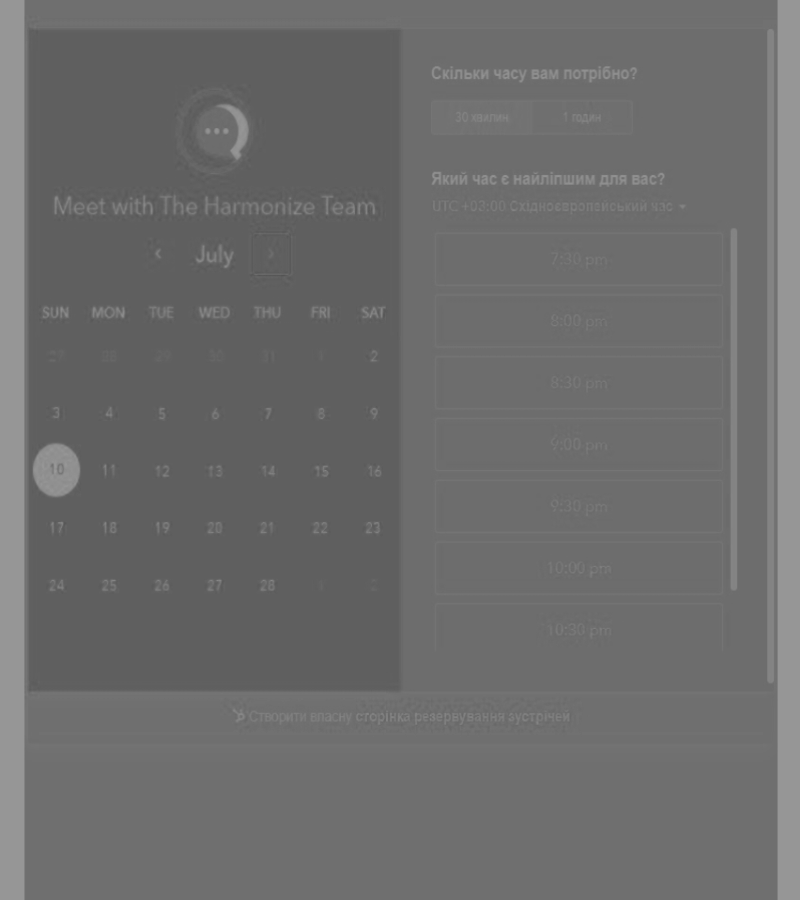 Meet with The Harmonize Team
July
SUN MON TUE WED THU FRI SAT
29 30 31 1 2
3 4 5 6 7 8 9
10 11 12 13 14 15 16
17 18 19 20 21 22 23
24 25 26 27 28 1 2
Скільки часу вам потрібно?
30 хвилин 1 годин
Який час є найліпшим для вас?
UTC +03:00 Східноєвропейський час
7:30 pm
8:00 pm
8:30 pm
9:00 pm
9:30 pm
10:00 pm
10:30 pm
Створити власну сторінка резервування зустрічей